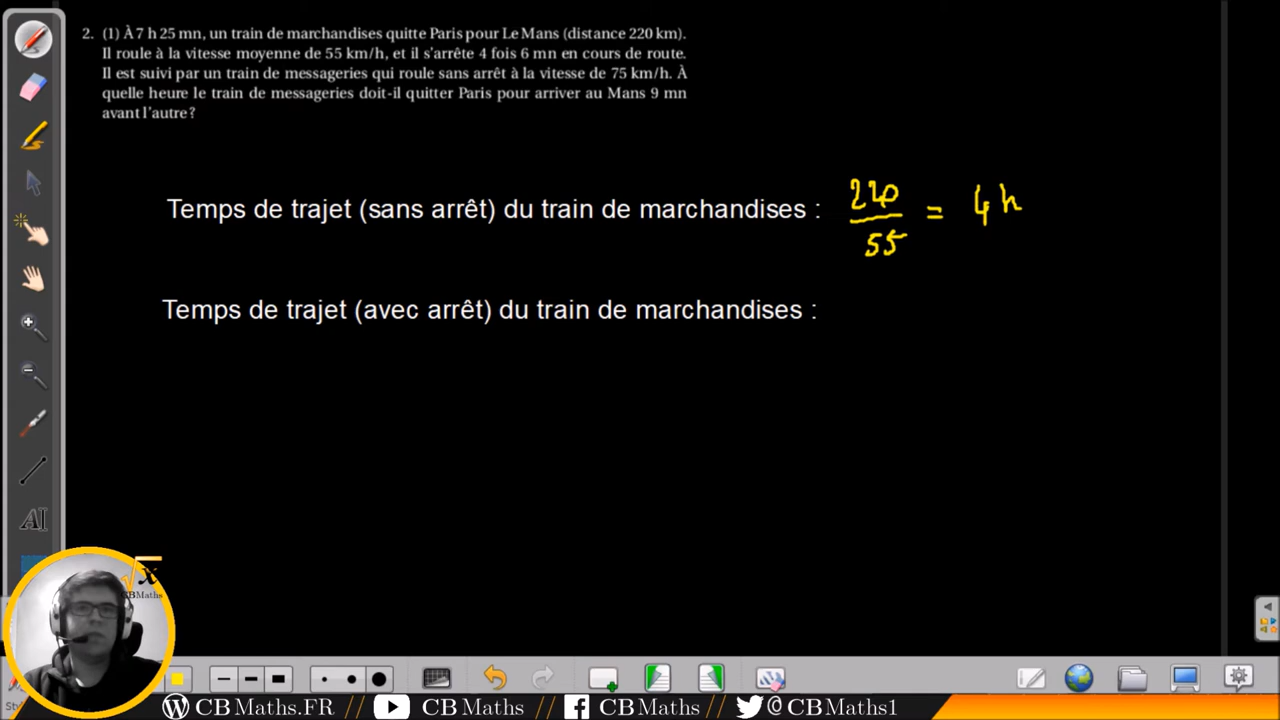 2. (1) À 7 h 25 mn, un train de marchandises quitte Paris pour Le Mans (distance 220 km).
Il roule à la vitesse moyenne de 55 km/h, et il s'arrête 4 fois 6 mn en cours de route.
Il est suivi par un train de messageries qui roule sans arrêt à la vitesse de 75 km/h. À
quelle heure le train de messageries doit-il quitter Paris pour arriver au Mans 9 mn
avant l'autre ?
Temps de trajet (sans arrêt) du train de marchandises : 220/55 = 4 h
Temps de trajet (avec arrêt) du train de marchandises :
AI
√x
CBMaths
CBMaths.FR // CBMaths // CBMaths // @CBMaths1